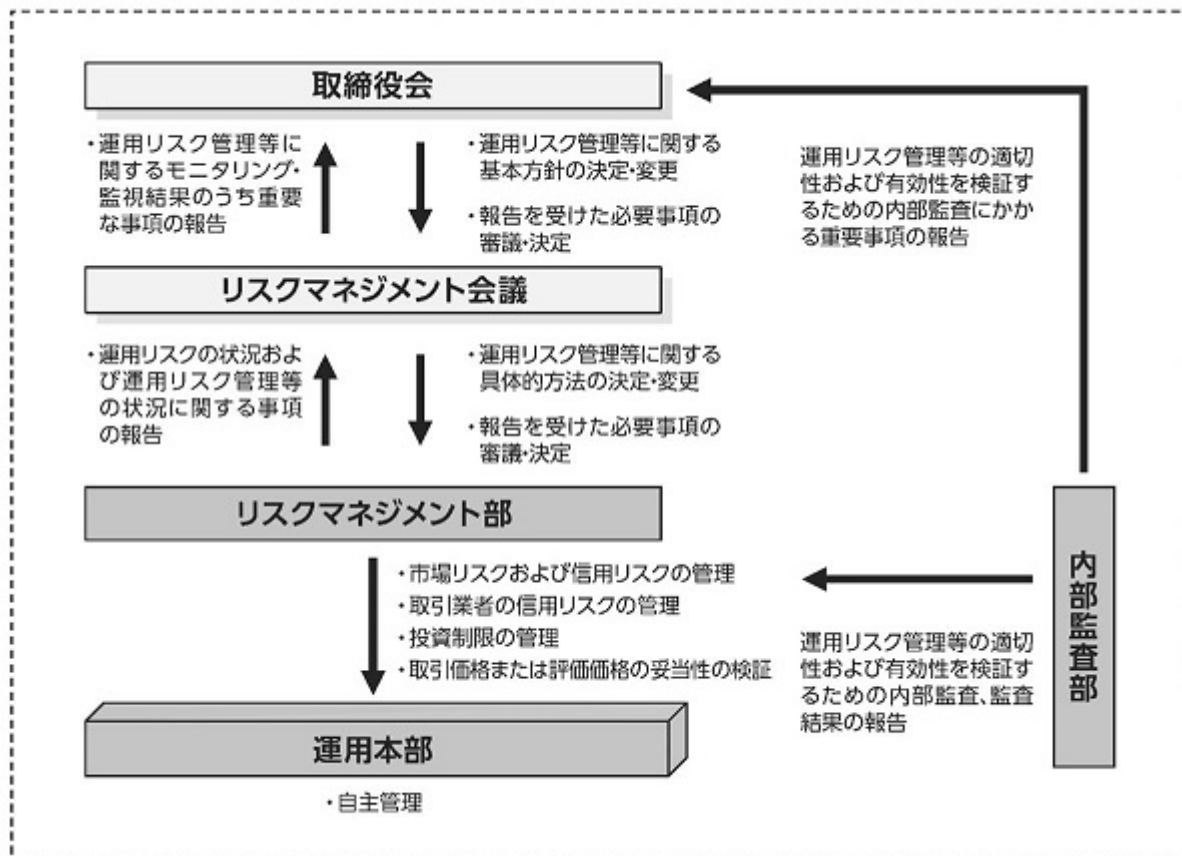 取締役会
・運用リスク管理等に
関するモニタリング・
監視結果のうち重要
な事項の報告
・運用リスク管理等に関する
基本方針の決定・変更
・報告を受けた必要事項の
審議・決定
運用リスク管理等の適切
性および有効性を検証す
るための内部監査にかか
る重要事項の報告
リスクマネジメント会議
・運用リスクの状況およ
び運用リスク管理等
の状況に関する事項
の報告
・運用リスク管理等に関する
具体的方法の決定・変更
・報告を受けた必要事項の
審議・決定
リスクマネジメント部
・市場リスクおよび信用リスクの管理
・取引業者の信用リスクの管理
・投資制限の管理
・取引価格または評価価格の妥当性の検証
内部監査部
運用リスク管理等の適切
性および有効性を検証す
るための内部監査、監査
結果の報告
運用本部
・自主管理